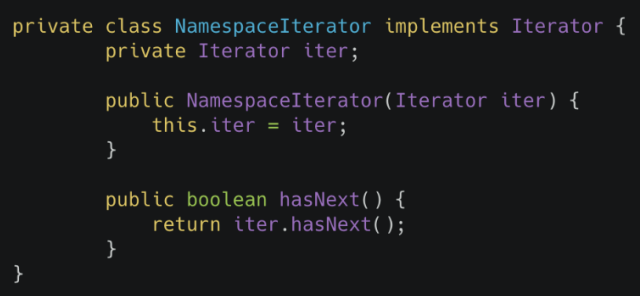 private class NamespaceIterator implements Iterator {
        private Iterator iter;

        public NamespaceIterator(Iterator iter) {
            this.iter = iter;
        }

        public boolean hasNext() {
            return iter.hasNext();
        }
}